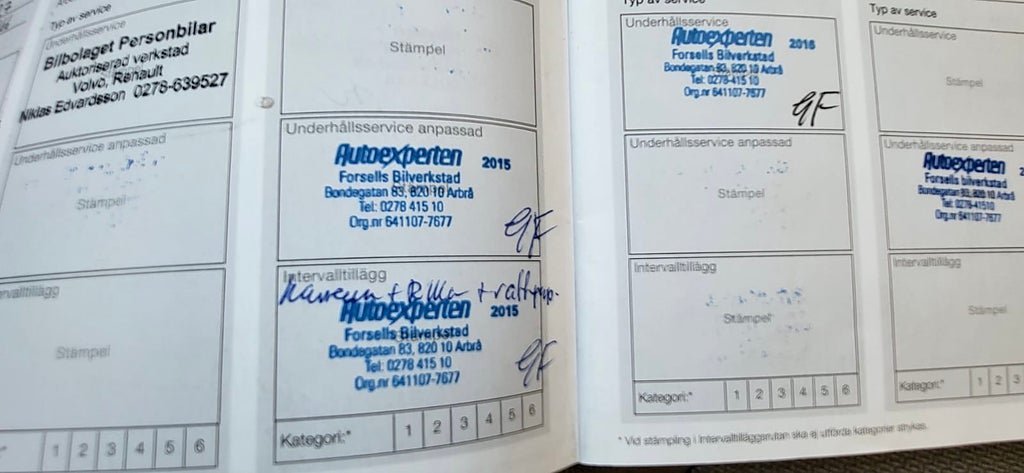 Typ av service
Underhållsservice
Bilbolaget Personbilar
Auktoriserad verkstad
Volvo, Renault
Niklas Edvardsson 0278-639527
Underhållsservice anpassad
Stämpel
Intervalltillägg
Stämpel
1 2 3 4 5 6
Stämpel
Underhållsservice anpassad
Autoexperten 2015
Forsells Bilverkstad
Bondegatan 83, 820 10 Arbrå
Tel: 0278 415 10
Org.nr 641107-7677
GF
Intervalltillägg
Autoexperten 2015
Forsells Bilverkstad
Bondegatan 83, 820 10 Arbrå
Tel: 0278 415 10
Org.nr 641107-7677
GF
Kategori:* 1 2 3 4 5 6
Typ av service
Underhållsservice
Autoexperten 2016
Forsells Bilverkstad
Bondegatan 83, 820 10 Arbrå
Tel: 0278-415 10
Org.nr 641107-7677
GF
Underhållsservice anpassad
Stämpel
Intervalltillägg
Stämpel
Kategori:* 1 2 3 4 5 6
* Vid stämpling i Intervalltilläggsrutan ska ej utförda kategorier strykas.
Typ av service
Underhållsservice
Stämpel
Underhållsservice anpassad
Autoexperten
Forsells bilverkstad
Bondegatan 83, 820 10 Arbrå
Tel: 0278-41510
Org.nr 641107-7677
Intervalltillägg
Stämpel
Kategori:* 1 2 3